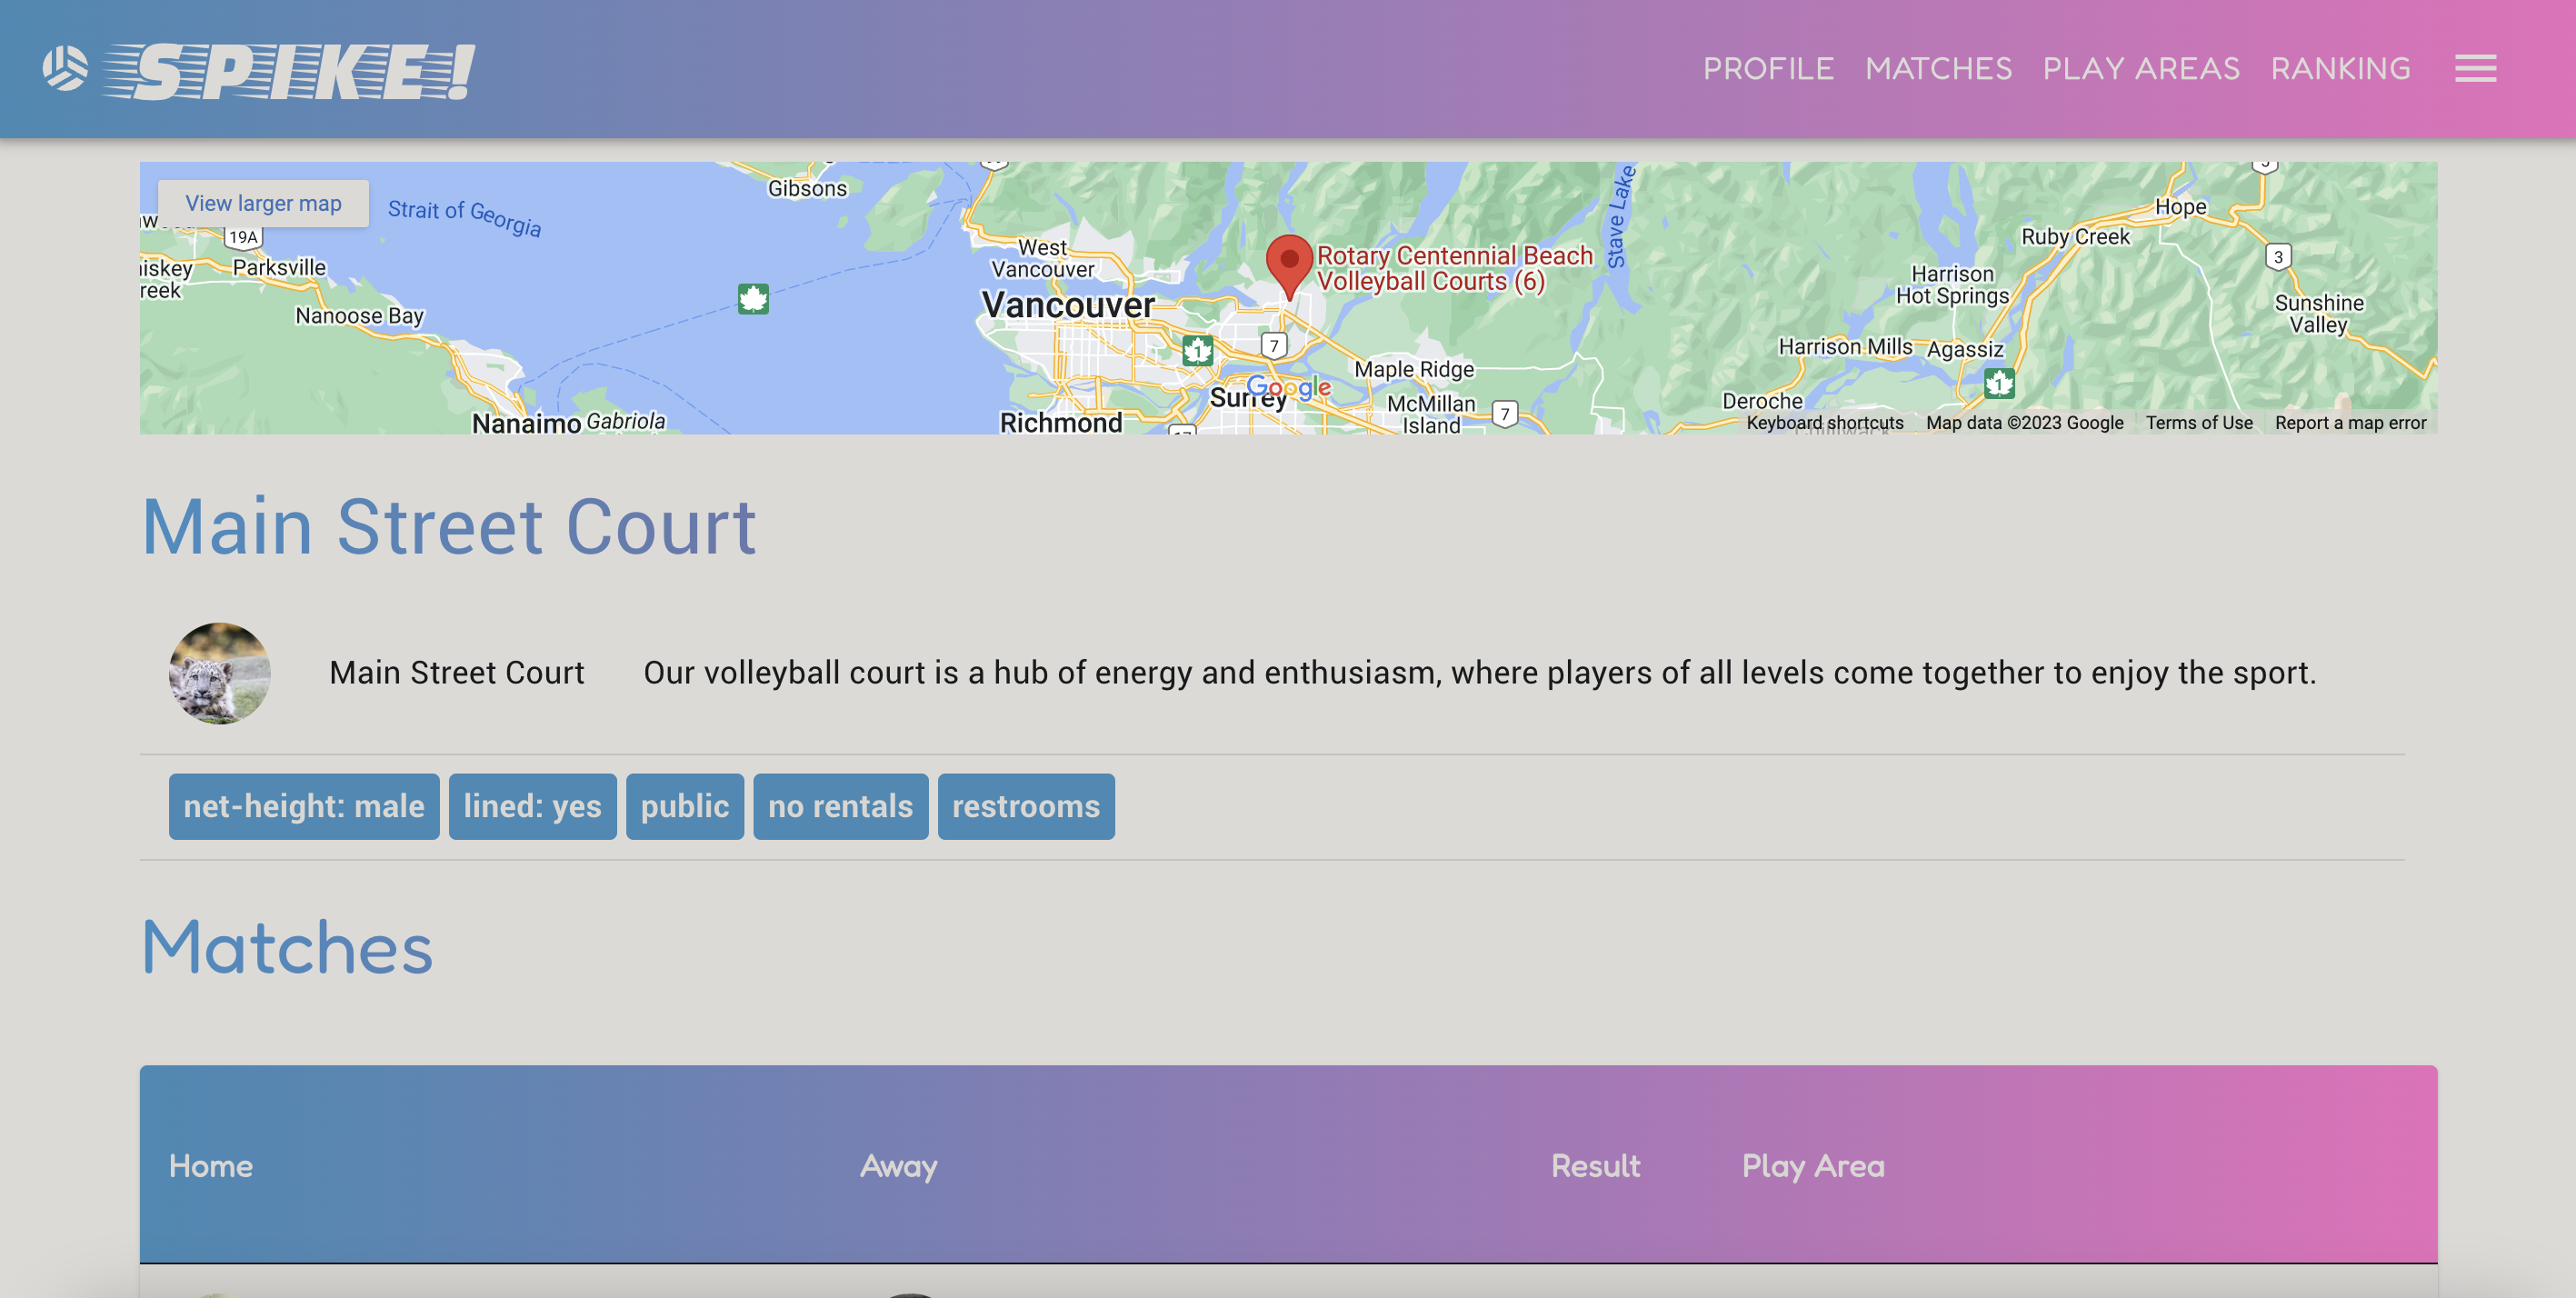 SPIKE!
PROFILE MATCHES PLAY AREAS RANKING
View larger map
Strait of Georgia
Gibsons
Stave Lake
Hope
19A
Ruby Creek
West
Vancouver
Rotary Centennial Beach
Volleyball Courts (6)
3
Parksville
Harrison
Hot Springs
Nanoose Bay
Vancouver
Sunshine
Valley
1
7
Harrison Mills
Agassiz
Maple Ridge
1
Google
Surrey
McMillan
Island
7
Deroche
Nanaimo
Gabriola
Richmond
Keyboard shortcuts
Map data ©2023 Google
Terms of Use
Report a map error
Main Street Court
Main Street Court
Our volleyball court is a hub of energy and enthusiasm, where players of all levels come together to enjoy the sport.
net-height: male
lined: yes
public
no rentals
restrooms
Matches
Home Away Result Play Area